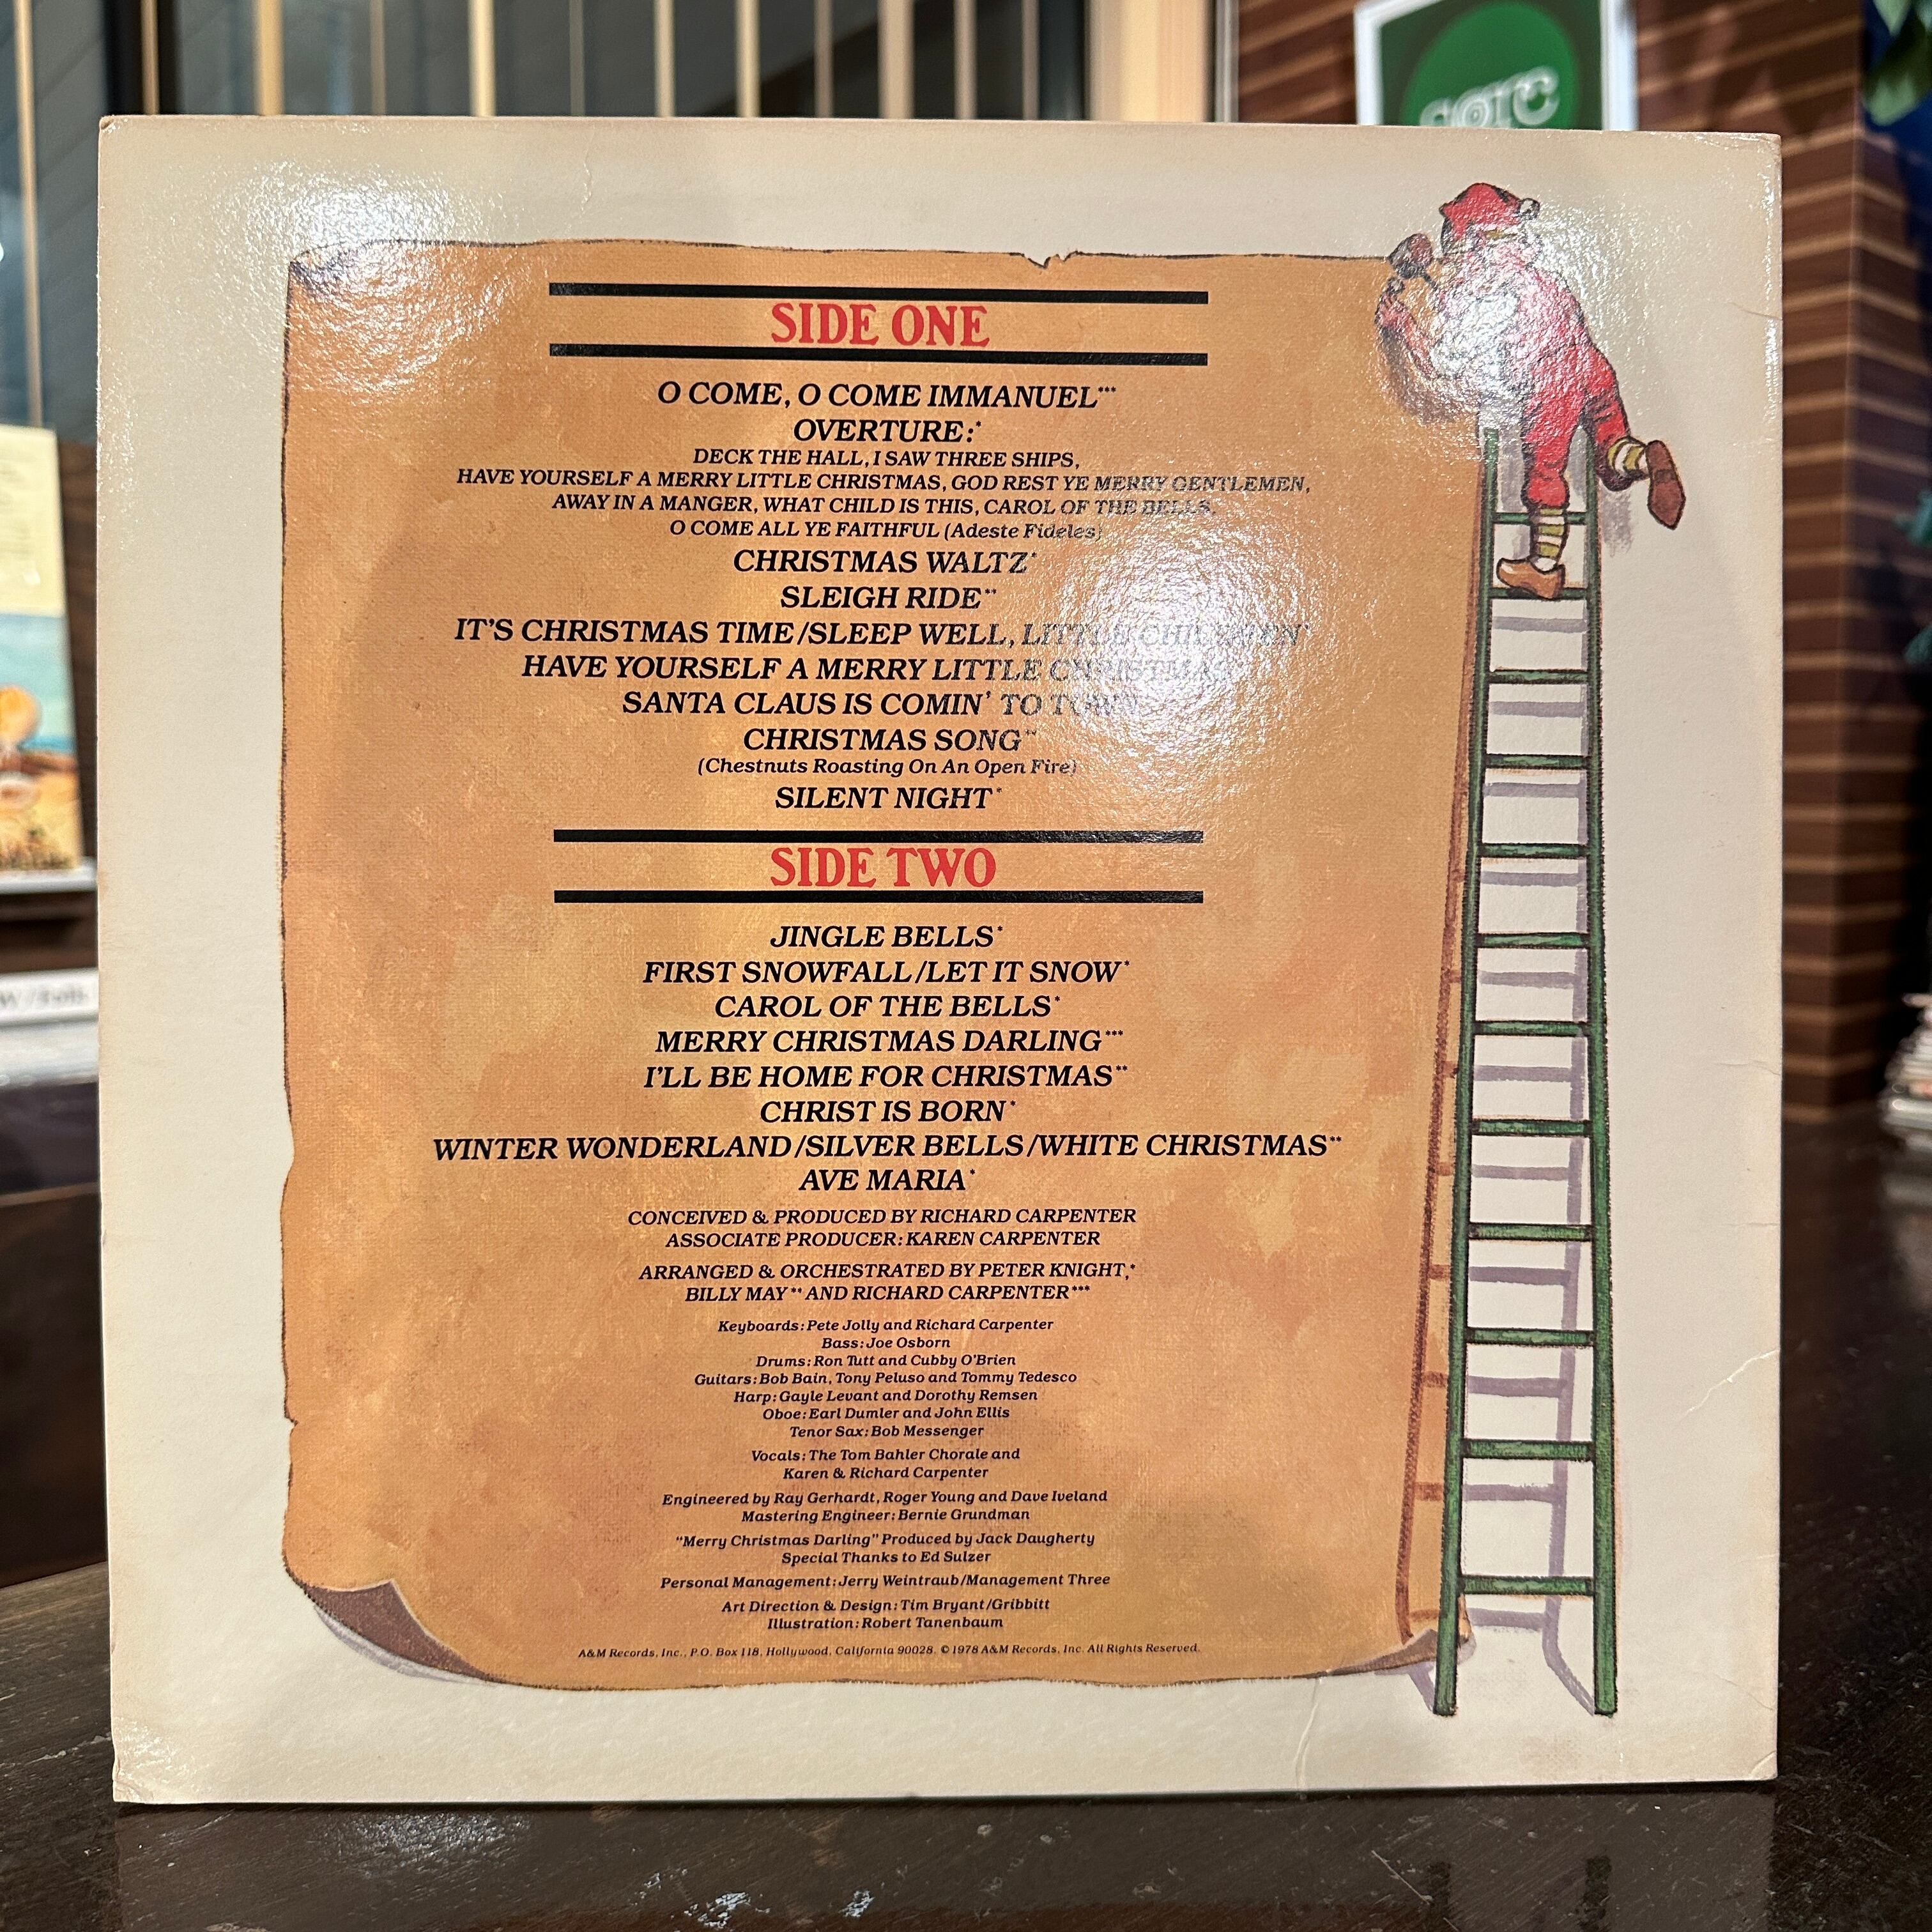 SIDE ONE
O COME, O COME IMMANUEL***
OVERTURE:*
DECK THE HALL, I SAW THREE SHIPS,
HAVE YOURSELF A MERRY LITTLE CHRISTMAS, GOD REST YE MERRY GENTLEMEN,
AWAY IN A MANGER, WHAT CHILD IS THIS, CAROL OF THE BELLS,
O COME ALL YE FAITHFUL (Adeste Fideles)
CHRISTMAS WALTZ*
SLEIGH RIDE**
IT'S CHRISTMAS TIME/SLEEP WELL, LITTLE CHILDREN*
HAVE YOURSELF A MERRY LITTLE CHRISTMAS
SANTA CLAUS IS COMIN' TO TOWN
CHRISTMAS SONG**
(Chestnuts Roasting On An Open Fire)
SILENT NIGHT*
SIDE TWO
JINGLE BELLS*
FIRST SNOWFALL/LET IT SNOW*
CAROL OF THE BELLS*
MERRY CHRISTMAS DARLING***
I'LL BE HOME FOR CHRISTMAS**
CHRIST IS BORN*
WINTER WONDERLAND/SILVER BELLS/WHITE CHRISTMAS**
AVE MARIA*
CONCEIVED & PRODUCED BY RICHARD CARPENTER
ASSOCIATE PRODUCER: KAREN CARPENTER
ARRANGED & ORCHESTRATED BY PETER KNIGHT,*
BILLY MAY** AND RICHARD CARPENTER***
Keyboards: Pete Jolly and Richard Carpenter
Bass: Joe Osborn
Drums: Ron Tutt and Cubby O'Brien
Guitars: Bob Bain, Tony Peluso and Tommy Tedesco
Harp: Gayle Levant and Dorothy Remsen
Oboe: Earl Dumler and John Ellis
Tenor Sax: Bob Messenger
Vocals: The Tom Bahler Chorale and
Karen & Richard Carpenter
Engineered by Ray Gerhardt, Roger Young and Dave Iveland
Mastering Engineer: Bernie Grundman
"Merry Christmas Darling" Produced by Jack Daugherty
Special Thanks to Ed Sulzer
Personal Management: Jerry Weintraub/Management Three
Art Direction & Design: Tim Bryant/Gribbitt
Illustration: Robert Tanenbaum
A&M Records, Inc., P.O. Box 118, Hollywood, California 90028. © 1978 A&M Records, Inc. All Rights Reserved.